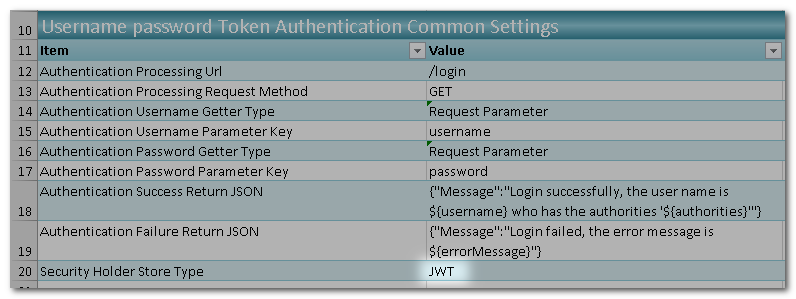 10 Username password Token Authentication Common Settings
11 Item Value
12 Authentication Processing Url /login
13 Authentication Processing Request Method GET
14 Authentication Username Getter Type Request Parameter
15 Authentication Username Parameter Key username
16 Authentication Password Getter Type Request Parameter
17 Authentication Password Parameter Key password
Authentication Success Return JSON {"Message":"Login successfully, the user name is
18 ${username} who has the authorities '${authorities}'"}
Authentication Failure Return JSON {"Message":"Login failed, the error message is
19 ${errorMessage}"}
20 Security Holder Store Type JWT